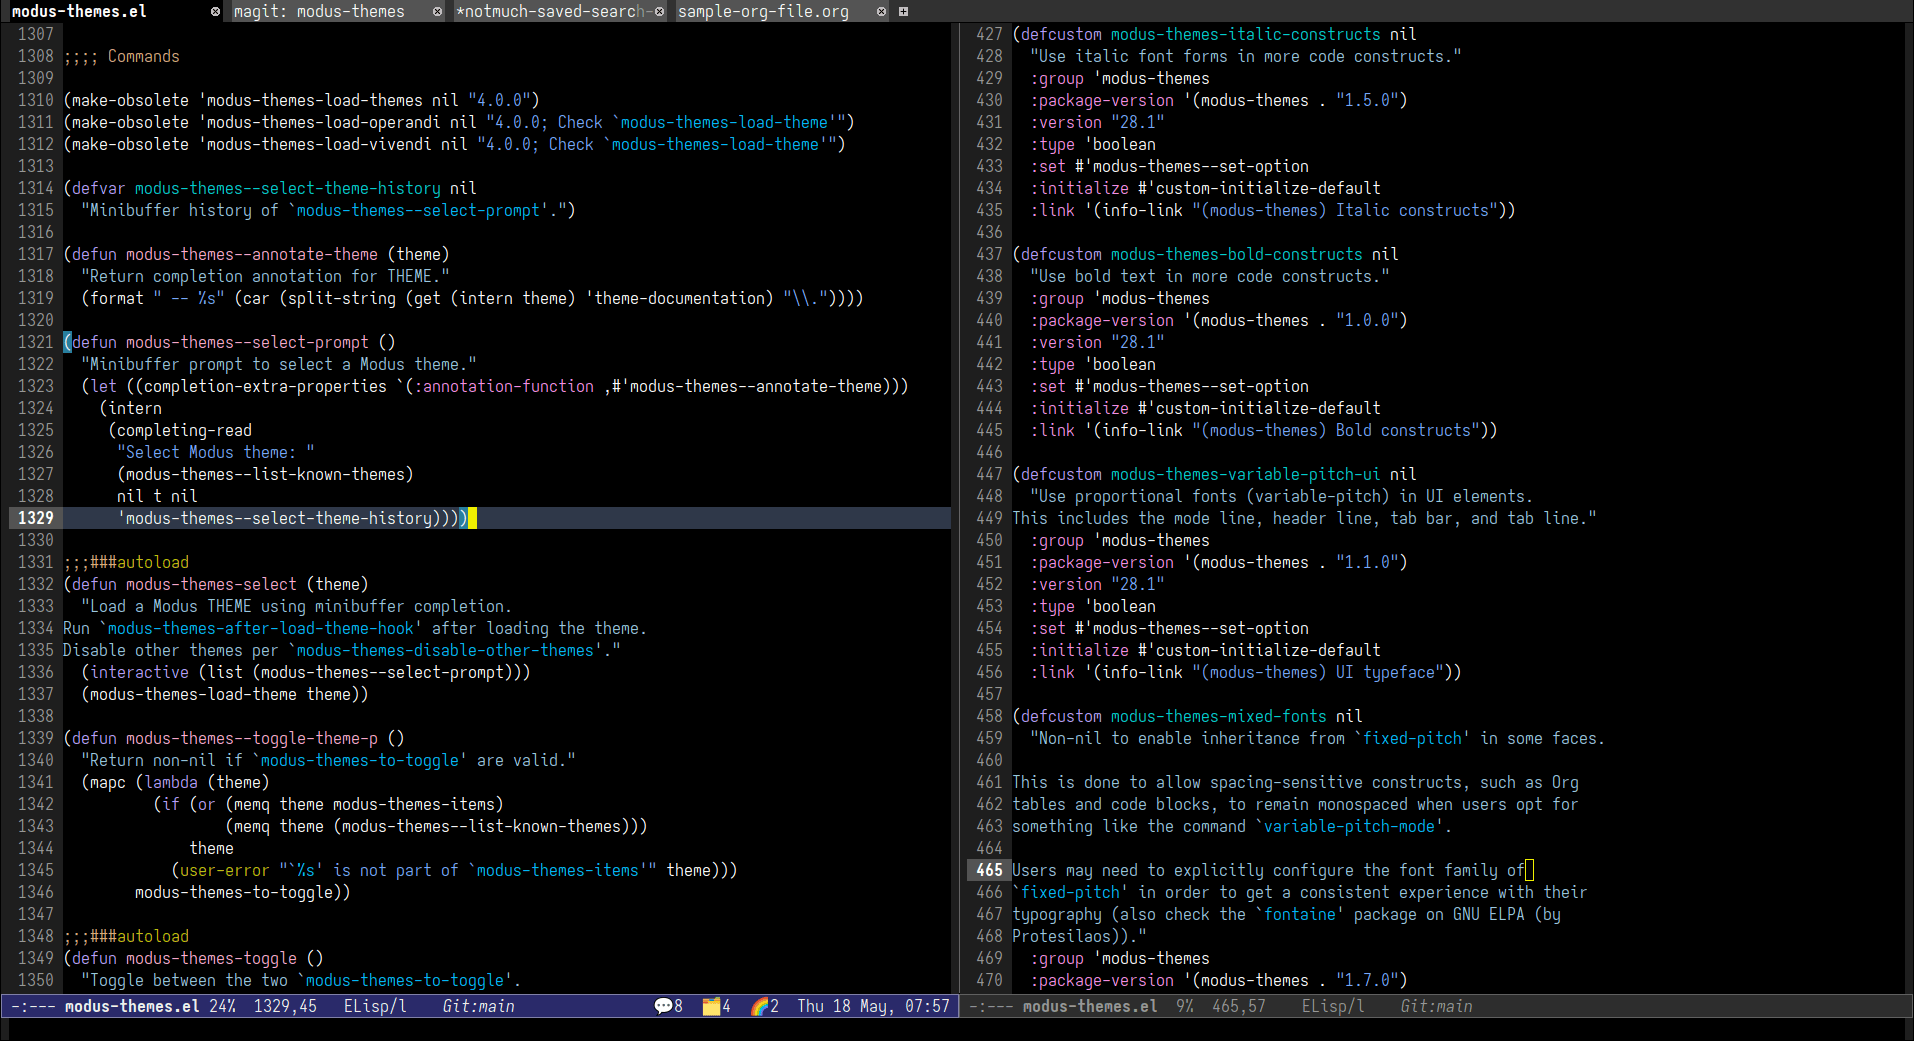 modus-themes.el magit: modus-themes *notmuch-saved-search- sample-org-file.org
1307
1308 ;;;; Commands
1309
1310 (make-obsolete 'modus-themes-load-themes nil "4.0.0")
1311 (make-obsolete 'modus-themes-load-operandi nil "4.0.0; Check `modus-themes-load-theme'")
1312 (make-obsolete 'modus-themes-load-vivendi nil "4.0.0; Check `modus-themes-load-theme'")
1313
1314 (defvar modus-themes--select-theme-history nil
1315   "Minibuffer history of `modus-themes--select-prompt'.")
1316
1317 (defun modus-themes--annotate-theme (theme)
1318   "Return completion annotation for THEME."
1319   (format " -- %s" (car (split-string (get (intern theme) 'theme-documentation) "\\."))))
1320
1321 (defun modus-themes--select-prompt ()
1322   "Minibuffer prompt to select a Modus theme."
1323   (let ((completion-extra-properties `(:annotation-function ,#'modus-themes--annotate-theme)))
1324     (intern
1325      (completing-read
1326       "Select Modus theme: "
1327       (modus-themes--list-known-themes)
1328       nil t nil
1329       'modus-themes--select-theme-history))))
1330
1331 ;;;###autoload
1332 (defun modus-themes-select (theme)
1333   "Load a Modus THEME using minibuffer completion.
1334 Run `modus-themes-after-load-theme-hook' after loading the theme.
1335 Disable other themes per `modus-themes-disable-other-themes'."
1336   (interactive (list (modus-themes--select-prompt)))
1337   (modus-themes-load-theme theme))
1338
1339 (defun modus-themes--toggle-theme-p ()
1340   "Return non-nil if `modus-themes-to-toggle' are valid."
1341   (mapc (lambda (theme)
1342           (if (or (memq theme modus-themes-items)
1343                   (memq theme (modus-themes--list-known-themes)))
1344               theme
1345             (user-error "`%s' is not part of `modus-themes-items'" theme)))
1346         modus-themes-to-toggle))
1347
1348 ;;;###autoload
1349 (defun modus-themes-toggle ()
1350   "Toggle between the two `modus-themes-to-toggle'.
-:--- modus-themes.el 24% 1329,45 ELisp/l Git:main 💬8 🗂️4 🌈2 Thu 18 May, 07:57
427 (defcustom modus-themes-italic-constructs nil
428   "Use italic font forms in more code constructs."
429   :group 'modus-themes
430   :package-version '(modus-themes . "1.5.0")
431   :version "28.1"
432   :type 'boolean
433   :set #'modus-themes--set-option
434   :initialize #'custom-initialize-default
435   :link '(info-link "(modus-themes) Italic constructs"))
436
437 (defcustom modus-themes-bold-constructs nil
438   "Use bold text in more code constructs."
439   :group 'modus-themes
440   :package-version '(modus-themes . "1.0.0")
441   :version "28.1"
442   :type 'boolean
443   :set #'modus-themes--set-option
444   :initialize #'custom-initialize-default
445   :link '(info-link "(modus-themes) Bold constructs"))
446
447 (defcustom modus-themes-variable-pitch-ui nil
448   "Use proportional fonts (variable-pitch) in UI elements.
449 This includes the mode line, header line, tab bar, and tab line."
450   :group 'modus-themes
451   :package-version '(modus-themes . "1.1.0")
452   :version "28.1"
453   :type 'boolean
454   :set #'modus-themes--set-option
455   :initialize #'custom-initialize-default
456   :link '(info-link "(modus-themes) UI typeface"))
457
458 (defcustom modus-themes-mixed-fonts nil
459   "Non-nil to enable inheritance from `fixed-pitch' in some faces.
460
461 This is done to allow spacing-sensitive constructs, such as Org
462 tables and code blocks, to remain monospaced when users opt for
463 something like the command `variable-pitch-mode'.
464
465 Users may need to explicitly configure the font family of
466 `fixed-pitch' in order to get a consistent experience with their
467 typography (also check the `fontaine' package on GNU ELPA (by
468 Protesilaos))."
469   :group 'modus-themes
470   :package-version '(modus-themes . "1.7.0")
-:--- modus-themes.el 9% 465,57 ELisp/l Git:main